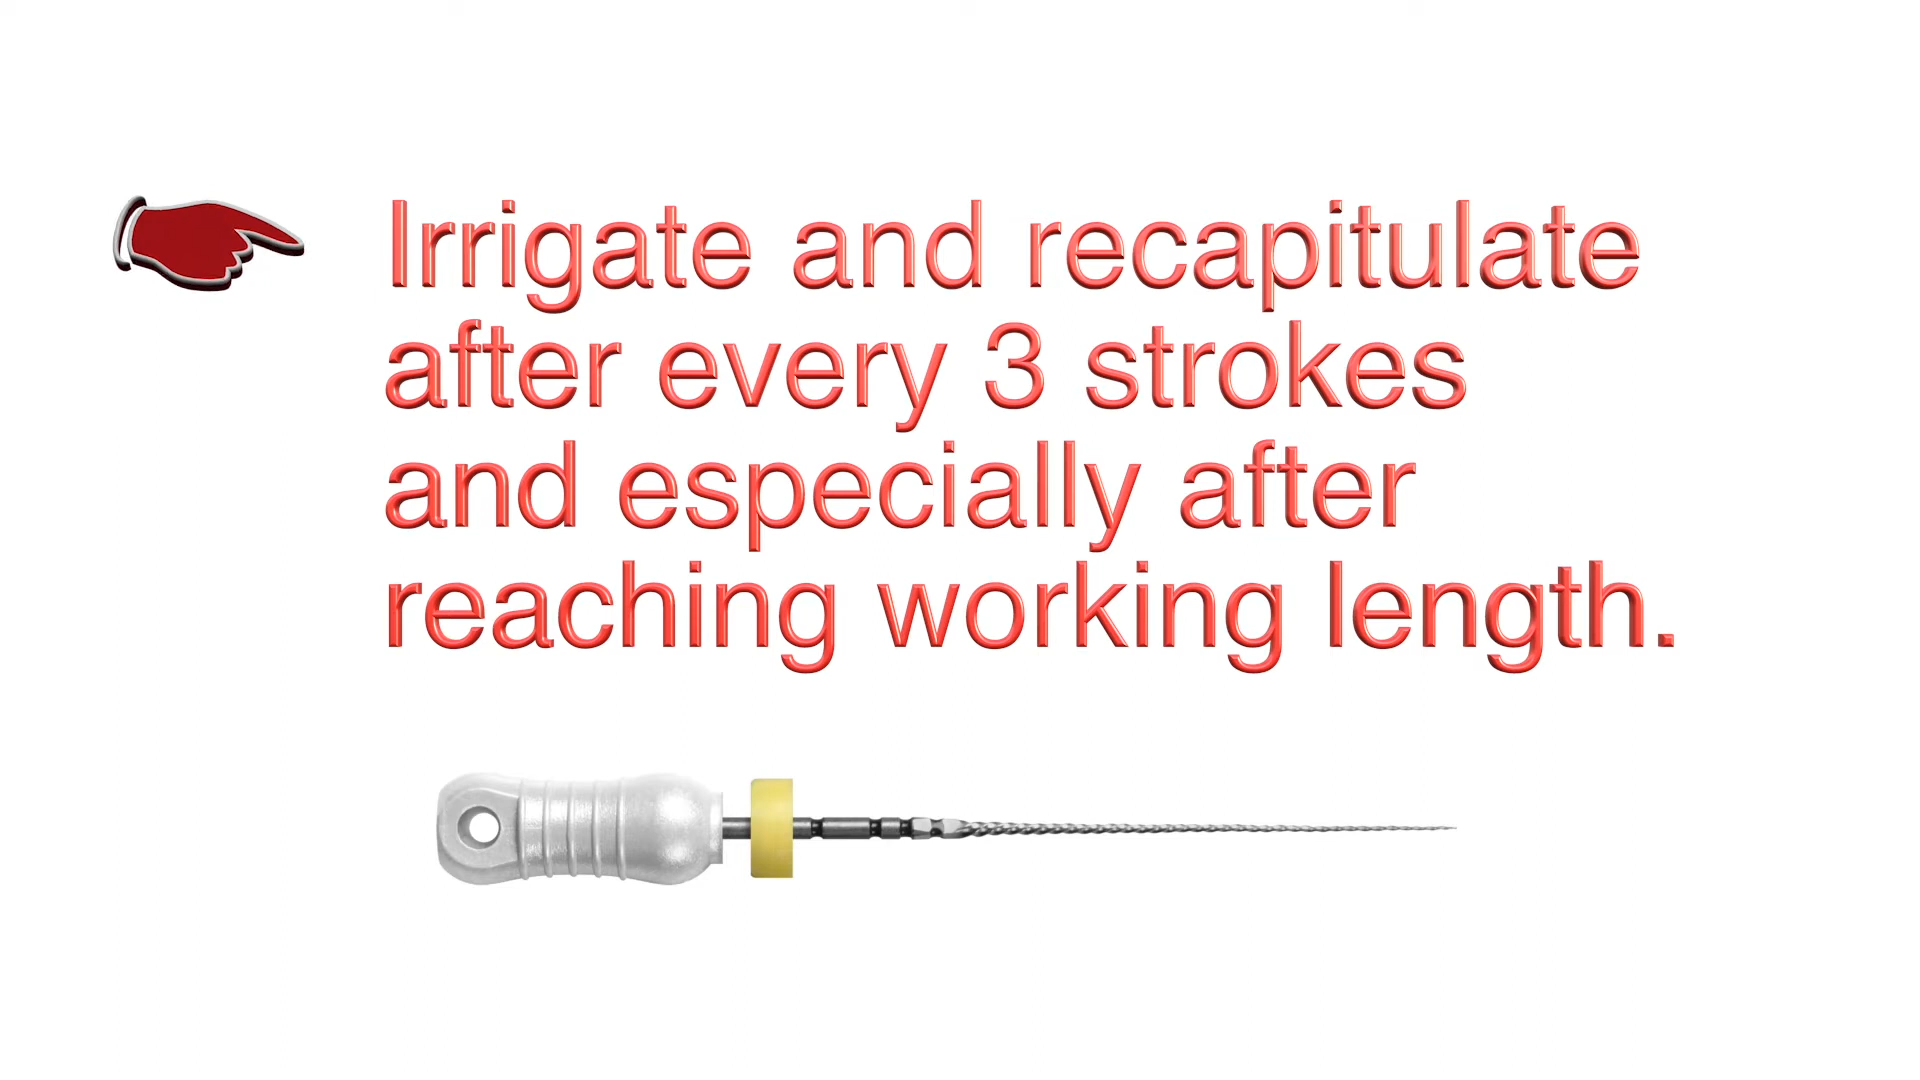 Irrigate and recapitulate
after every 3 strokes
and especially after
reaching working length.